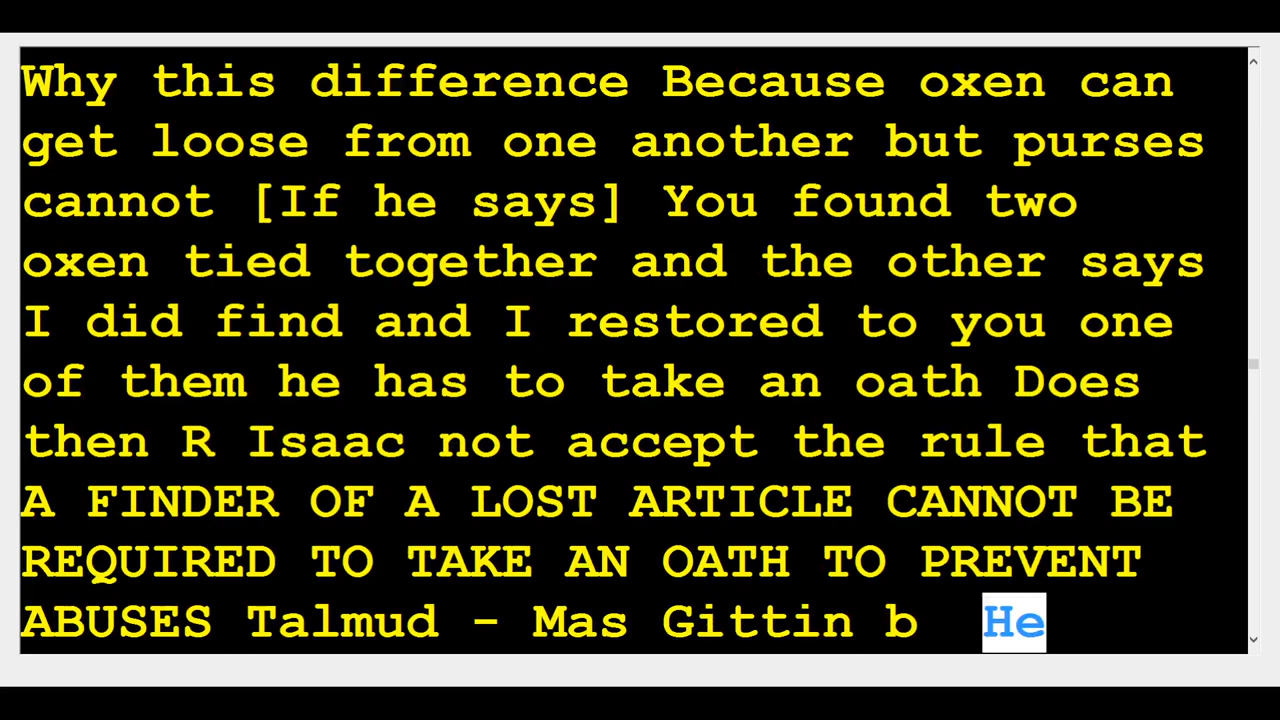 Why this difference Because oxen can
get loose from one another but purses
cannot [If he says] You found two
oxen tied together and the other says
I did find and I restored to you one
of them he has to take an oath Does
then R Isaac not accept the rule that
A FINDER OF A LOST ARTICLE CANNOT BE
REQUIRED TO TAKE AN OATH TO PREVENT
ABUSES Talmud - Mas Gittin b  He